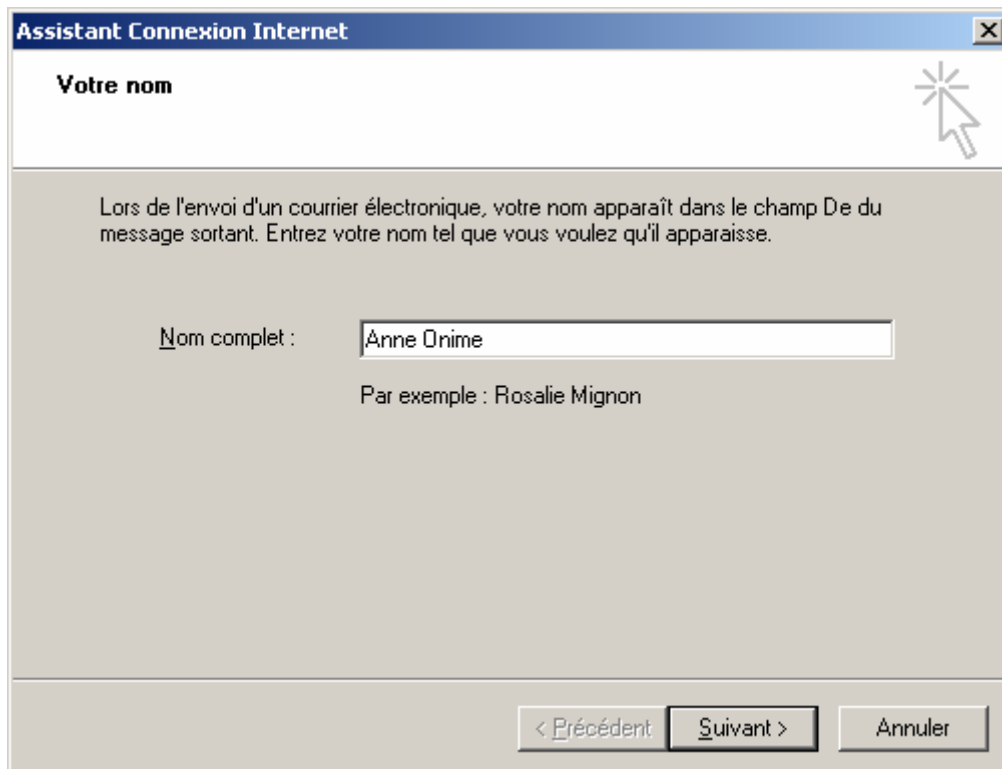 Assistant Connexion Internet
Votre nom
Lors de l'envoi d'un courrier électronique, votre nom apparaît dans le champ De du
message sortant. Entrez votre nom tel que vous voulez qu'il apparaisse.
Nom complet : Anne Onime
Par exemple : Rosalie Mignon
< Précédent Suivant > Annuler